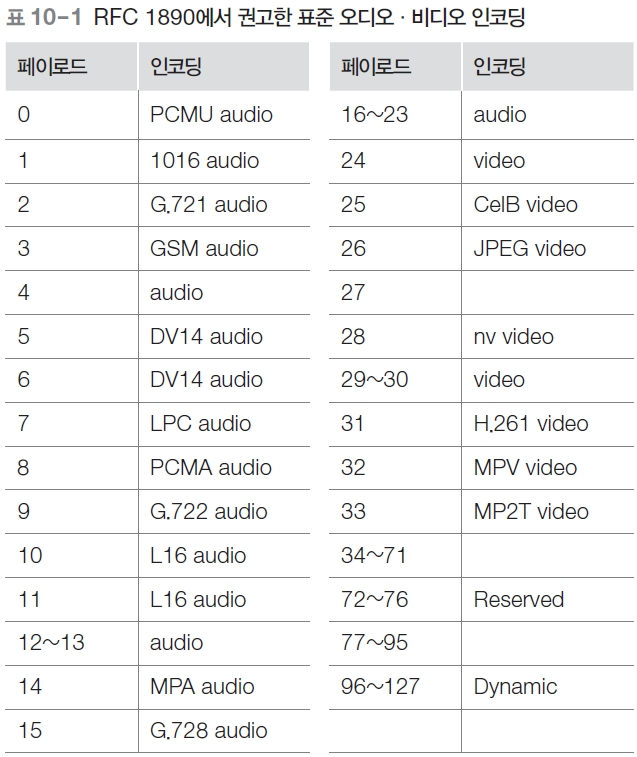 표 10-1 RFC 1890에서 권고한 표준 오디오 · 비디오 인코딩
페이로드 인코딩
0 PCMU audio
1 1016 audio
2 G.721 audio
3 GSM audio
4 audio
5 DV14 audio
6 DV14 audio
7 LPC audio
8 PCMA audio
9 G.722 audio
10 L16 audio
11 L16 audio
12~13 audio
14 MPA audio
15 G.728 audio
페이로드 인코딩
16~23 audio
24 video
25 CelB video
26 JPEG video
27
28 nv video
29~30 video
31 H.261 video
32 MPV video
33 MP2T video
34~71
72~76 Reserved
77~95
96~127 Dynamic